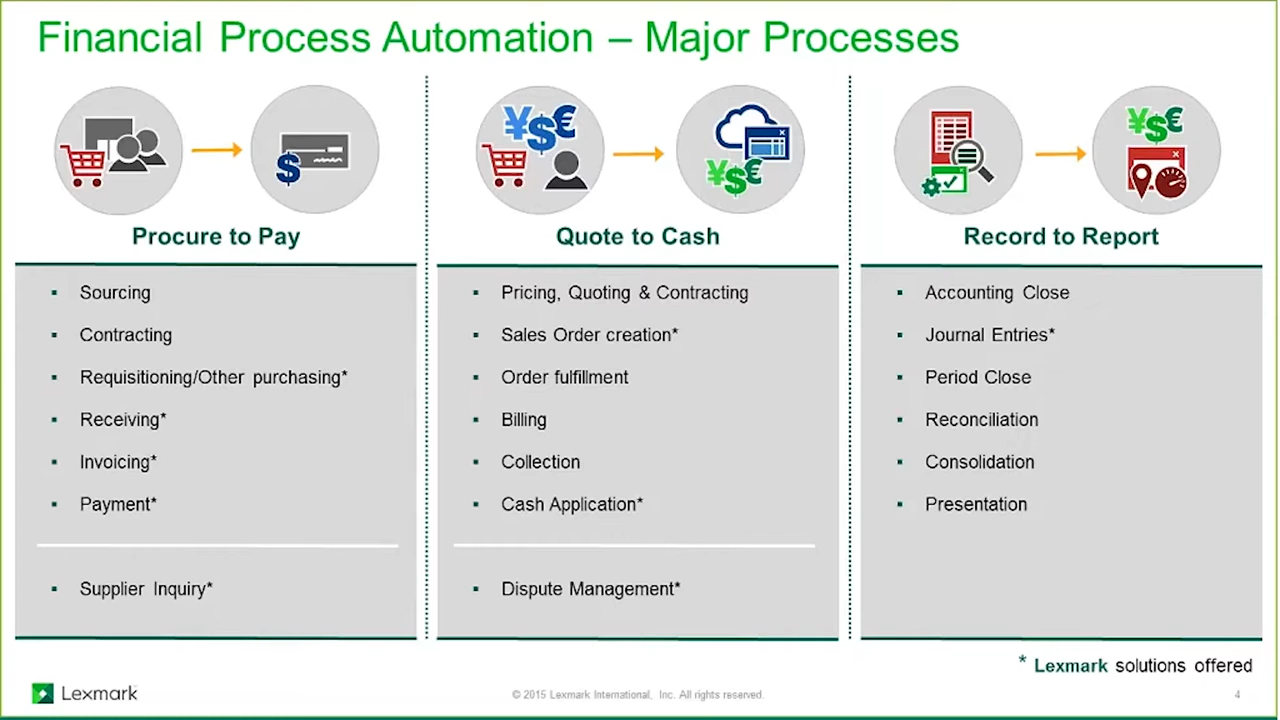 Financial Process Automation – Major Processes
Procure to Pay
Sourcing
Contracting
Requisitioning/Other purchasing*
Receiving*
Invoicing*
Payment*
Supplier Inquiry*
Quote to Cash
Pricing, Quoting & Contracting
Sales Order creation*
Order fulfillment
Billing
Collection
Cash Application*
Dispute Management*
Record to Report
Accounting Close
Journal Entries*
Period Close
Reconciliation
Consolidation
Presentation
* Lexmark solutions offered
Lexmark
© 2015 Lexmark International, Inc. All rights reserved.
4